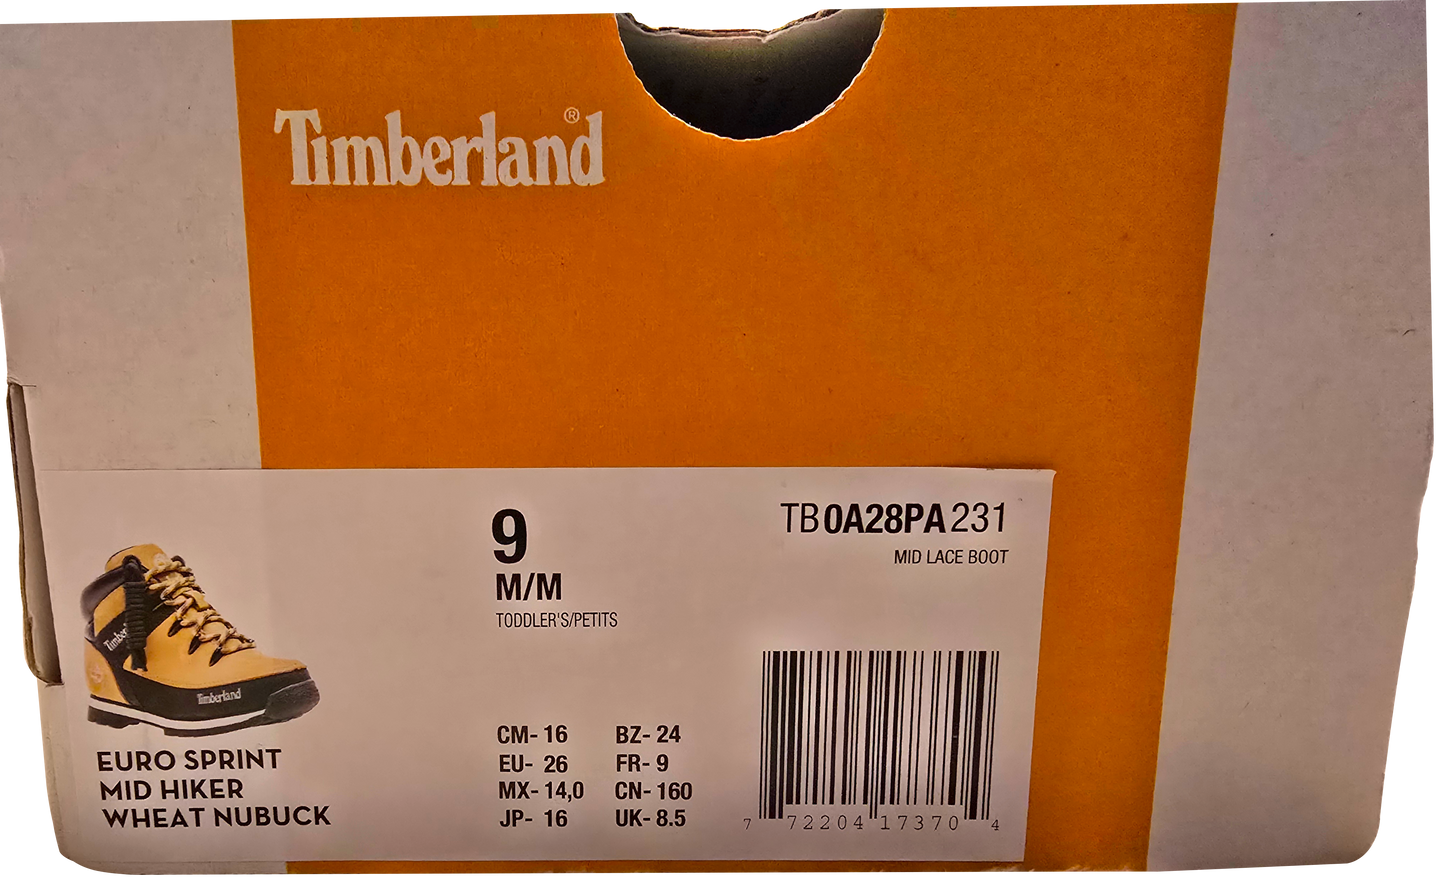 Timberland®
9
M/M
TODDLER'S/PETITS
TB0A28PA231
MID LACE BOOT
Timberland
EURO SPRINT
MID HIKER
WHEAT NUBUCK
CM- 16 BZ- 24
EU- 26 FR- 9
MX- 14,0 CN- 160
JP- 16 UK- 8.5
7 72204 17370 4